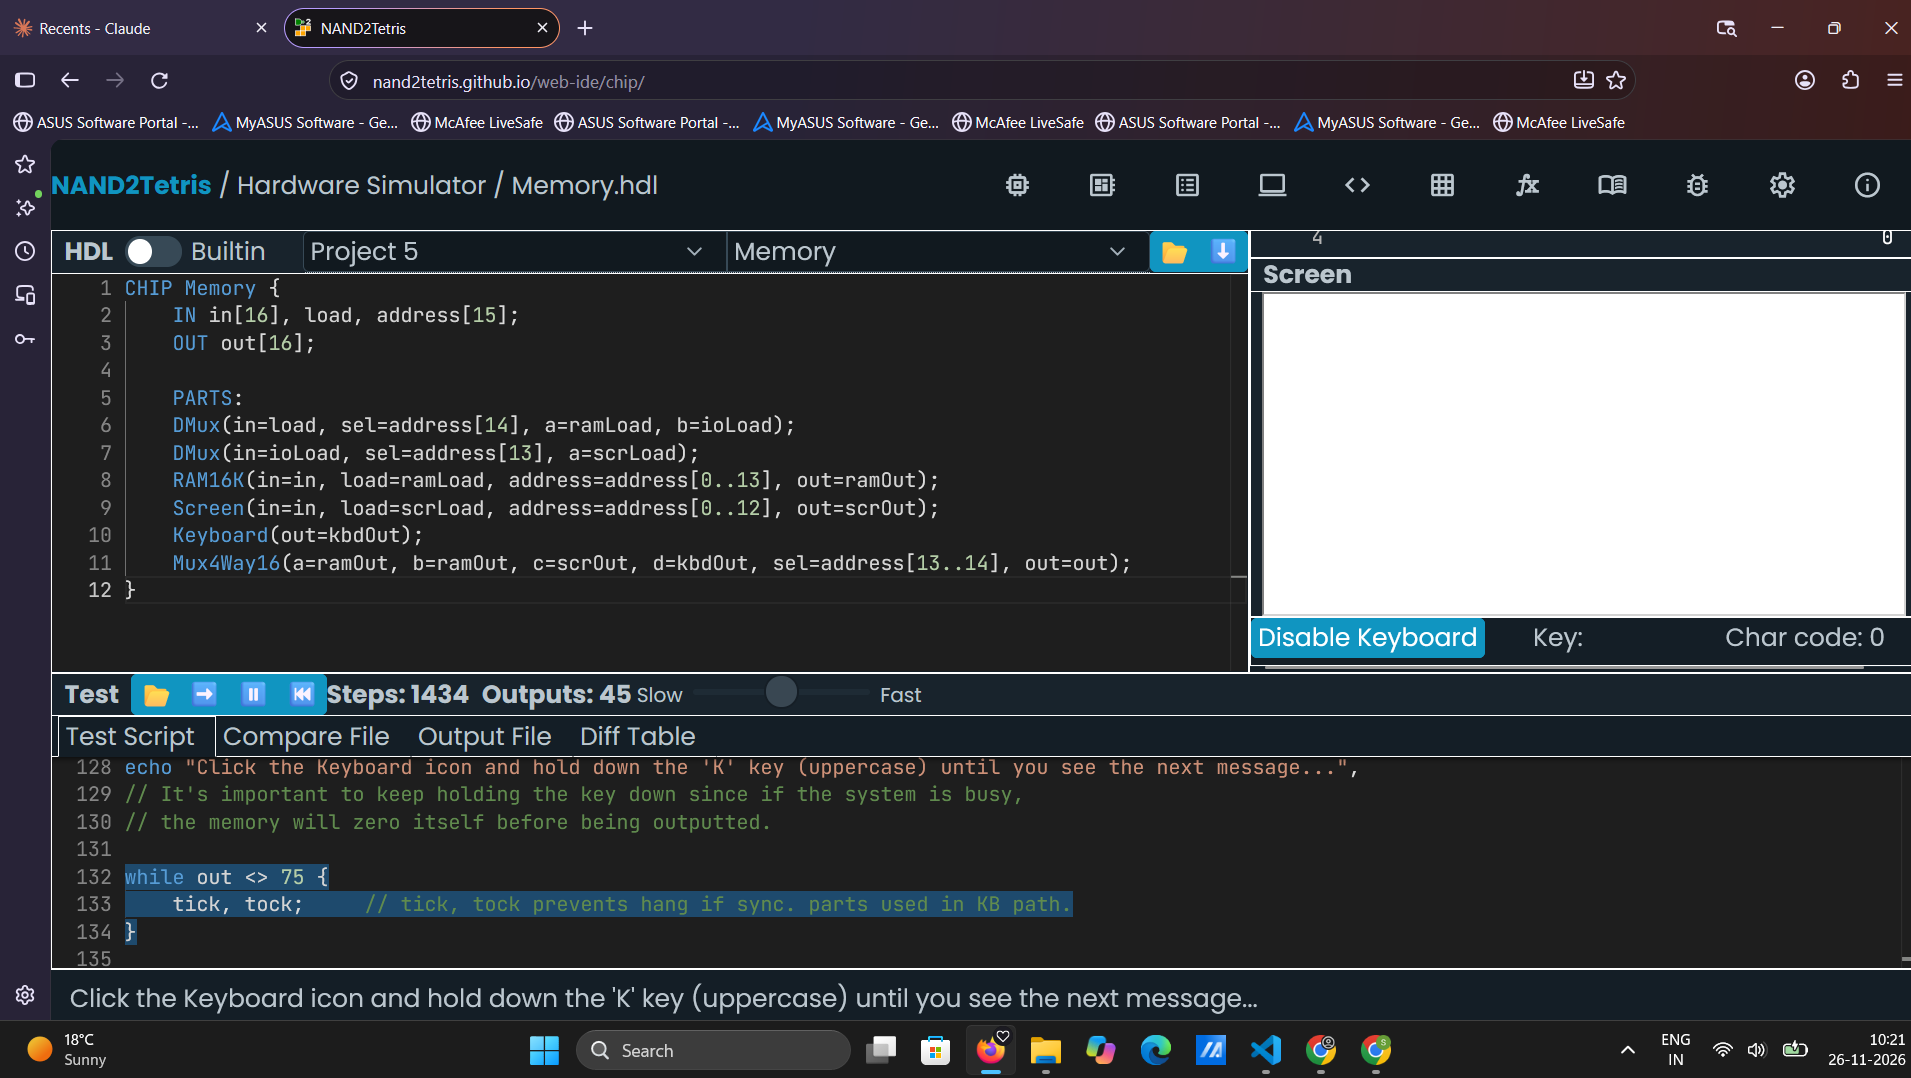 Recents - Claude
NAND2Tetris
nand2tetris.github.io/web-ide/chip/
ASUS Software Portal -... MyASUS Software - Ge... McAfee LiveSafe ASUS Software Portal -... MyASUS Software - Ge... McAfee LiveSafe ASUS Software Portal -... MyASUS Software - Ge... McAfee LiveSafe
NAND2Tetris / Hardware Simulator / Memory.hdl
HDL Builtin Project 5 Memory
4 0
Screen
1 CHIP Memory {
2 IN in[16], load, address[15];
3 OUT out[16];
4
5 PARTS:
6 DMux(in=load, sel=address[14], a=ramLoad, b=ioLoad);
7 DMux(in=ioLoad, sel=address[13], a=scrLoad);
8 RAM16K(in=in, load=ramLoad, address=address[0..13], out=ramOut);
9 Screen(in=in, load=scrLoad, address=address[0..12], out=scrOut);
10 Keyboard(out=kbdOut);
11 Mux4Way16(a=ramOut, b=ramOut, c=scrOut, d=kbdOut, sel=address[13..14], out=out);
12 }
Disable Keyboard Key: Char code: 0
Test Steps: 1434 Outputs: 45 Slow Fast
Test Script Compare File Output File Diff Table
128 echo "Click the Keyboard icon and hold down the 'K' key (uppercase) until you see the next message...",
129 // It's important to keep holding the key down since if the system is busy,
130 // the memory will zero itself before being outputted.
131
132 while out <> 75 {
133 tick, tock; // tick, tock prevents hang if sync. parts used in KB path.
134 }
135
Click the Keyboard icon and hold down the 'K' key (uppercase) until you see the next message...
18°C
Sunny
Search
ENG
IN
10:21
26-11-2026